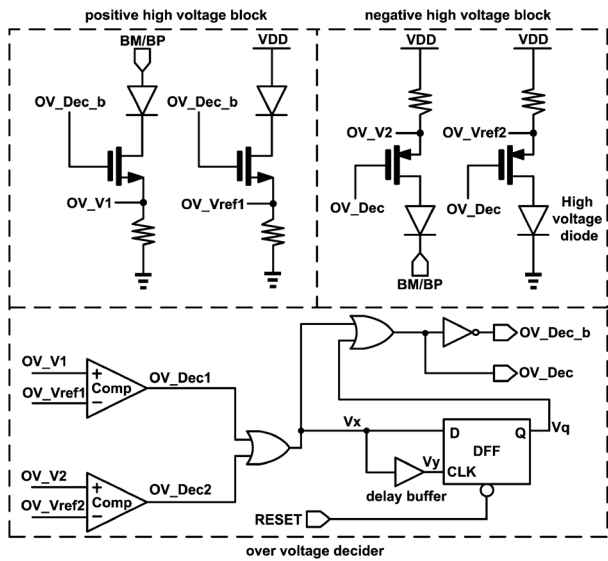 positive high voltage block
negative high voltage block
BM/BP
VDD
OV_Dec_b
OV_Dec_b
OV_V1
OV_Vref1
VDD
VDD
OV_V2
OV_Vref2
OV_Dec
OV_Dec
High
voltage
diode
BM/BP
OV_V1
OV_Vref1
+
−
Comp
OV_Dec1
OV_V2
OV_Vref2
+
−
Comp
OV_Dec2
OV_Dec_b
OV_Dec
Vx
Vy
delay buffer
D
Q
DFF
CLK
Vq
RESET
over voltage decider